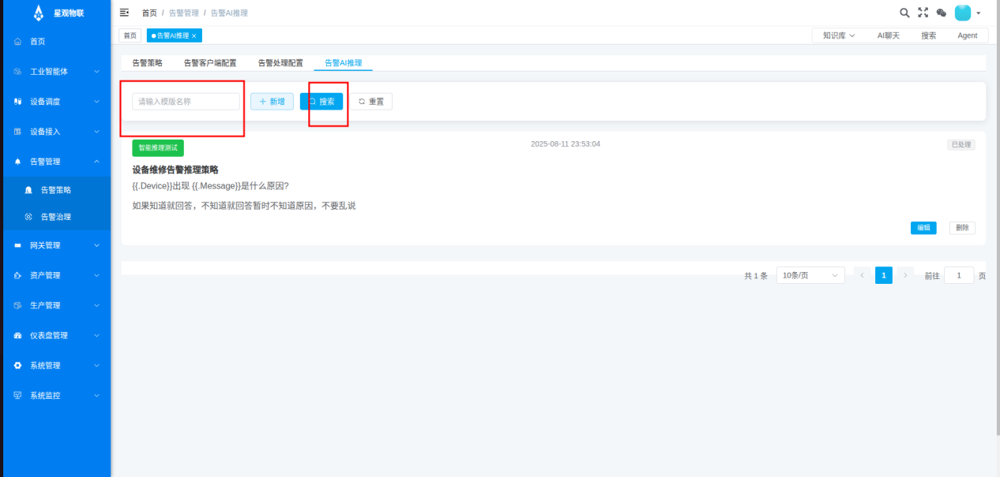 星观物联
首页 / 告警管理 / 告警AI推理
首页
告警AI推理 ×
知识库
AI聊天
搜索
Agent
首页
工业智能体
设备调度
设备接入
告警管理
告警策略
告警治理
网关管理
资产管理
生产管理
仪表盘管理
系统管理
系统监控
告警策略
告警客户端配置
告警处理配置
告警AI推理
请输入模版名称
+ 新增
搜索
重置
智能推理测试
2025-08-11 23:53:04
已处理
设备维修告警推理策略
{{.Device}}出现 {{.Message}}是什么原因?
如果知道就回答，不知道就回答暂时不知道原因，不要乱说
编辑
删除
共 1 条
10条/页
1
前往 1 页